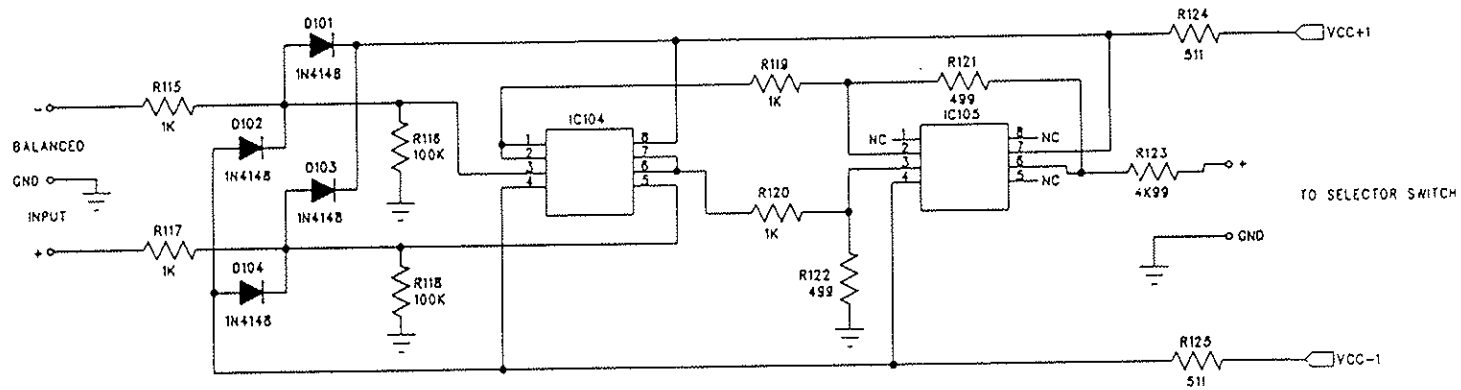 D101
1N4148
R124
511
VCC+1
R119
1K
R121
499
R115
1K
-
BALANCED
GND
INPUT
+
D102
1N4148
R116
100K
IC104
1
2
3
4
8
7
6
5
IC105
NC
1
2
3
4
8
7
6
5
NC
NC
R123
4X99
+
TO SELECTOR SWITCH
GND
D103
1N4148
R120
1K
R117
1K
D104
1N4148
R118
100K
R122
499
R125
511
VCC-1